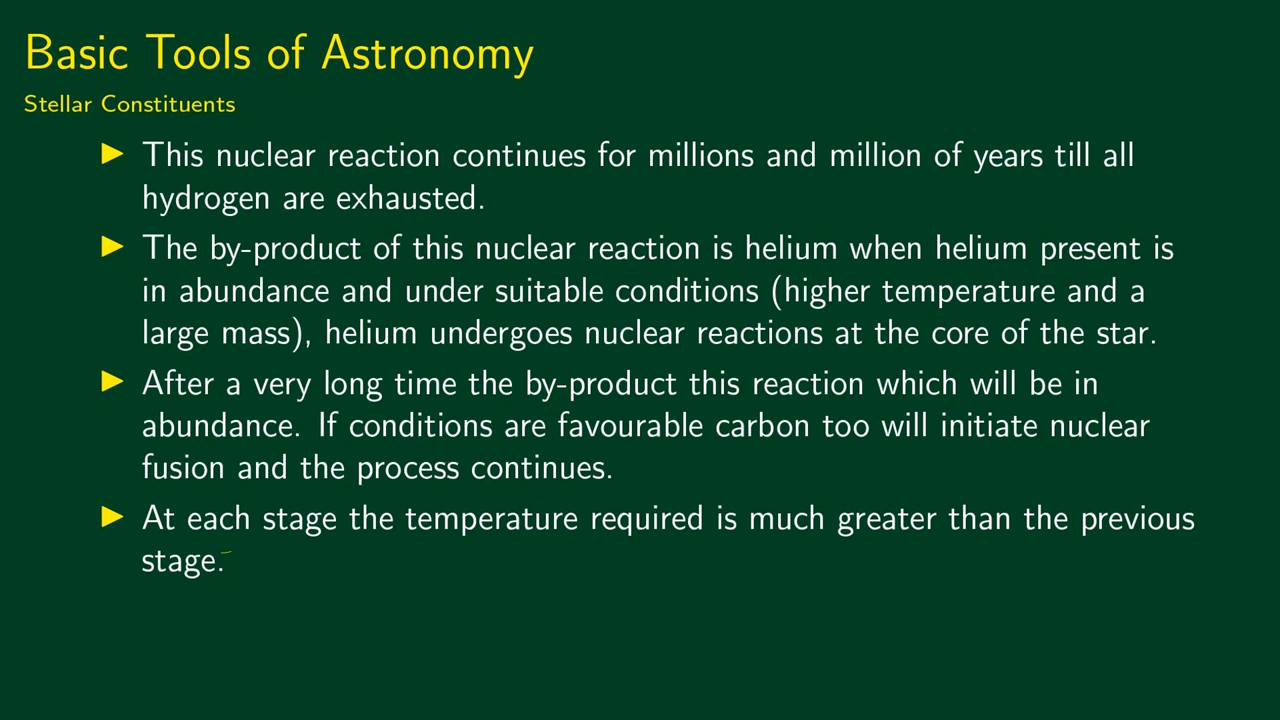 Basic Tools of Astronomy
Stellar Constituents
▶ This nuclear reaction continues for millions and million of years till all
hydrogen are exhausted.
▶ The by-product of this nuclear reaction is helium when helium present is
in abundance and under suitable conditions (higher temperature and a
large mass), helium undergoes nuclear reactions at the core of the star.
▶ After a very long time the by-product this reaction which will be in
abundance. If conditions are favourable carbon too will initiate nuclear
fusion and the process continues.
▶ At each stage the temperature required is much greater than the previous
stage.